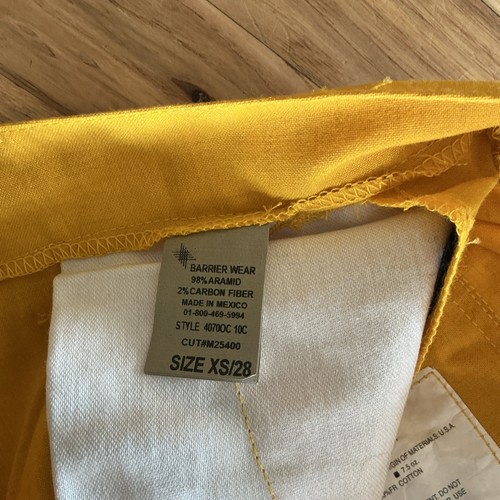 BARRIER WEAR
98% ARAMID
2% CARBON FIBER
MADE IN MEXICO
01-800-469-5994
STYLE 4070OC 10C
CUT#M25400
SIZE XS/28
OF MATERIALS: U.S.A.
7.5 oz
COTTON
DO NOT
USE